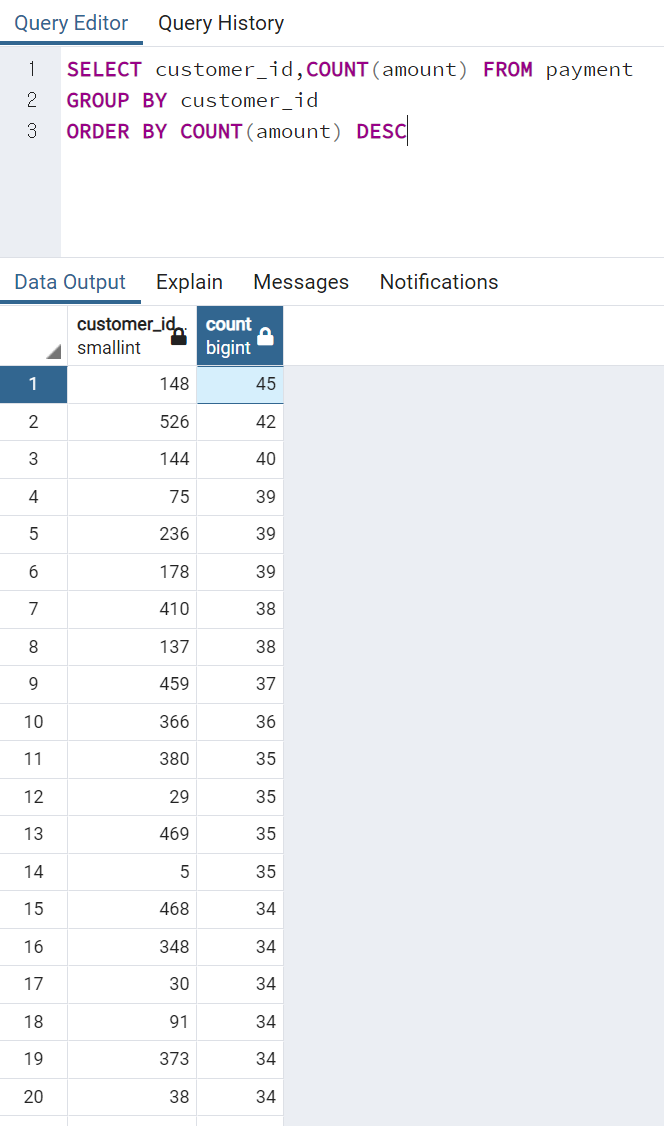 Query Editor Query History
1 SELECT customer_id,COUNT(amount) FROM payment
2 GROUP BY customer_id
3 ORDER BY COUNT(amount) DESC
Data Output Explain Messages Notifications
customer_id count
smallint bigint
1 148 45
2 526 42
3 144 40
4 75 39
5 236 39
6 178 39
7 410 38
8 137 38
9 459 37
10 366 36
11 380 35
12 29 35
13 469 35
14 5 35
15 468 34
16 348 34
17 30 34
18 91 34
19 373 34
20 38 34